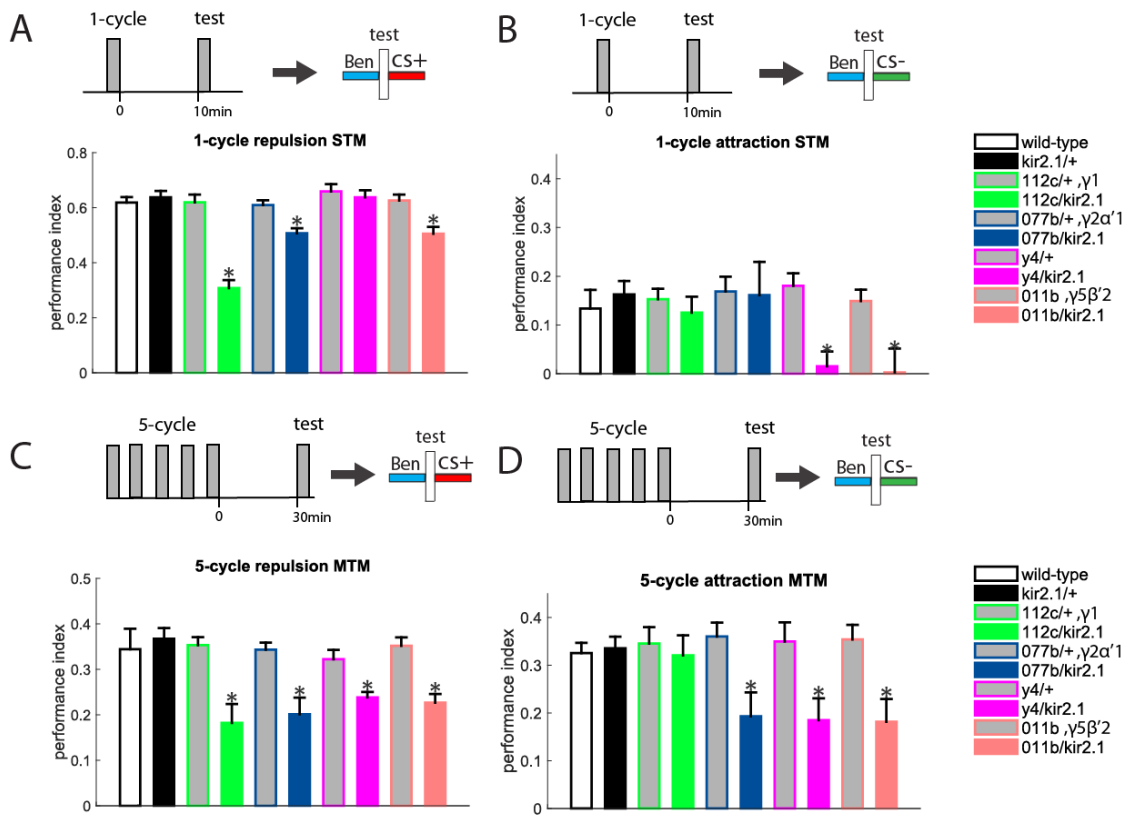 A
1-cycle
test
0
10min
test
Ben
CS+
1-cycle repulsion STM
performance index
0.8
0.6
0.4
0.2
0
*
*
*
B
1-cycle
test
0
10min
test
Ben
CS-
1-cycle attraction STM
performance index
0.4
0.3
0.2
0.1
0
*
*
wild-type
kir2.1/+
112c/+ ,γ1
112c/kir2.1
077b/+ ,γ2α'1
077b/kir2.1
y4/+
y4/kir2.1
011b ,γ5β'2
011b/kir2.1
C
5-cycle
test
0
30min
test
Ben
CS+
5-cycle repulsion MTM
performance index
0.5
0.4
0.3
0.2
0.1
0
*
*
*
*
D
5-cycle
test
0
30min
test
Ben
CS-
5-cycle attraction MTM
performance index
0.4
0.3
0.2
0.1
0
*
*
*
wild-type
kir2.1/+
112c/+ ,γ1
112c/kir2.1
077b/+ ,γ2α'1
077b/kir2.1
y4/+
y4/kir2.1
011b ,γ5β'2
011b/kir2.1